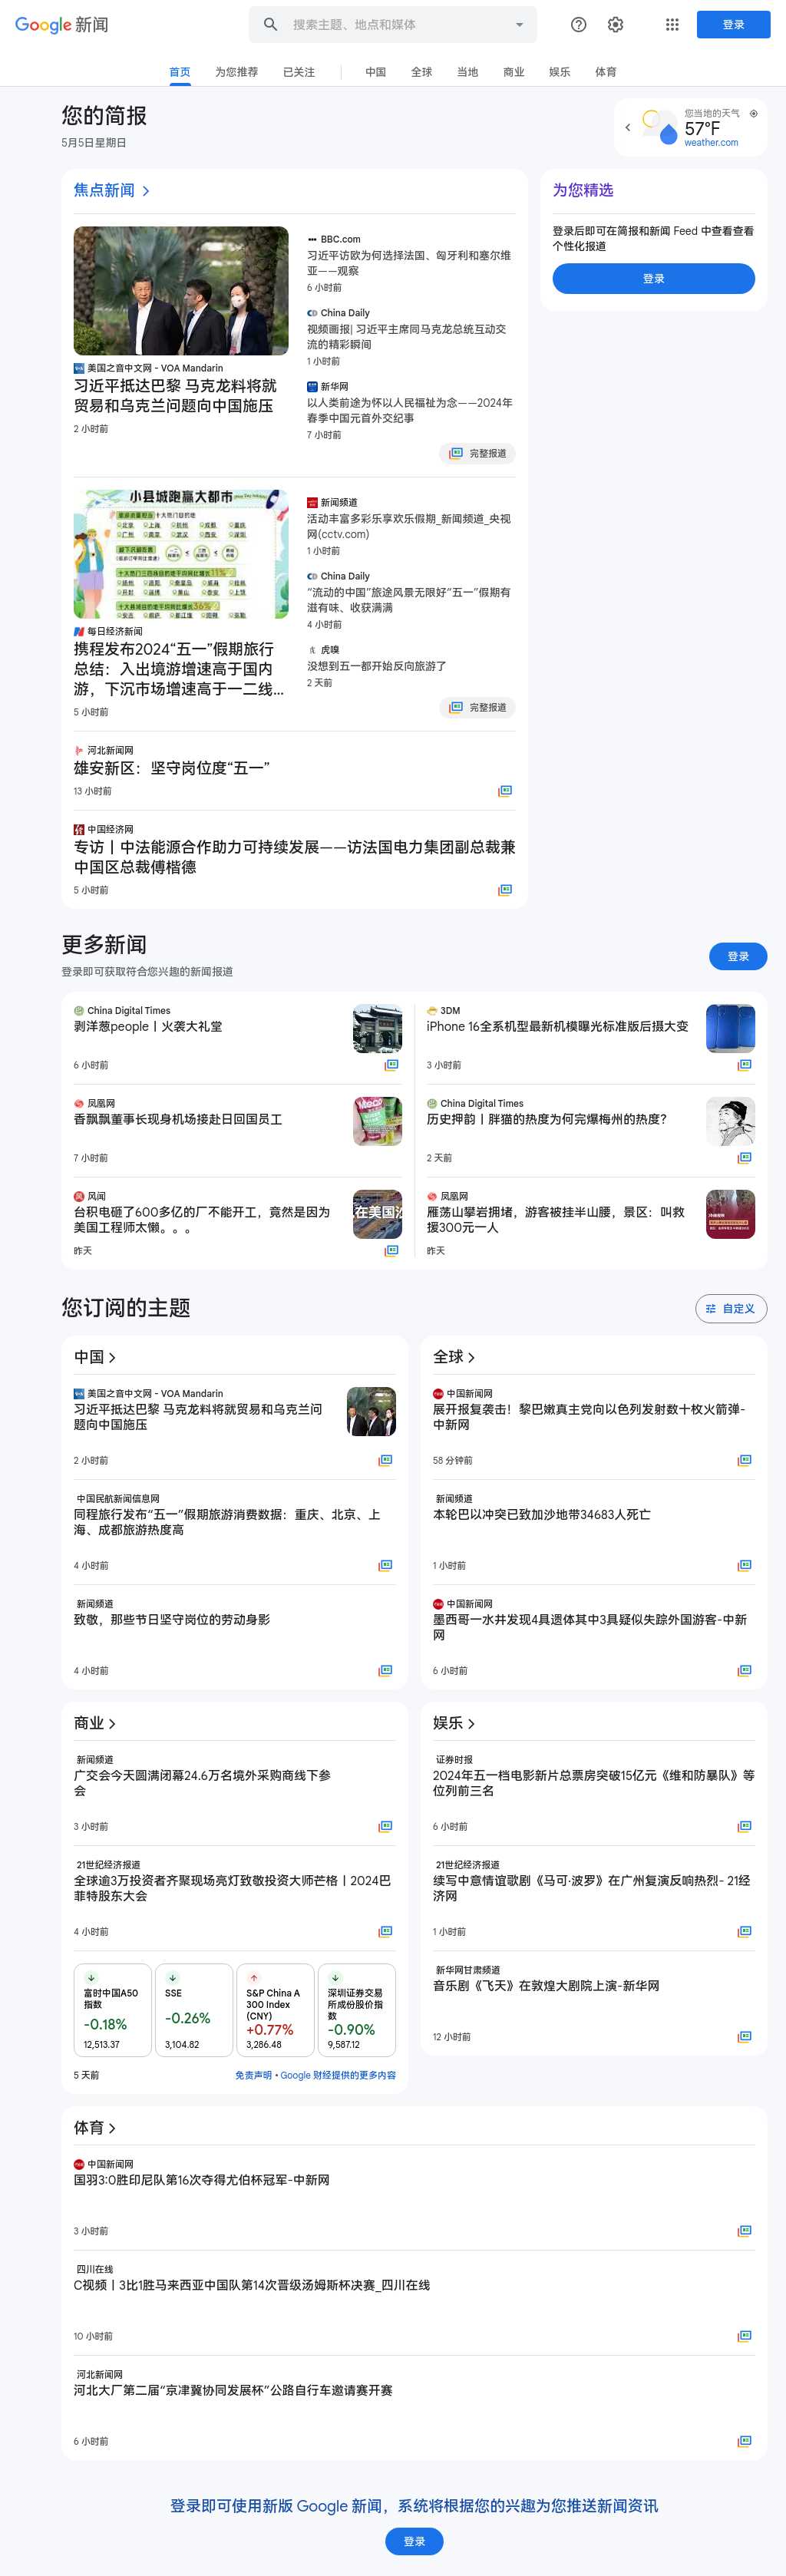 Google 新闻
搜索主题、地点和媒体
登录
首页
为您推荐
已关注
中国
全球
当地
商业
娱乐
体育
您的简报
5月5日星期日
您当地的天气
57°F
weather.com
焦点新闻
美国之音中文网 - VOA Mandarin
习近平抵达巴黎 马克龙料将就
贸易和乌克兰问题向中国施压
2 小时前
BBC.com
习近平访欧为何选择法国、匈牙利和塞尔维
亚——观察
6 小时前
China Daily
视频画报| 习近平主席同马克龙总统互动交
流的精彩瞬间
1 小时前
新华网
以人类前途为怀以人民福祉为念——2024年
春季中国元首外交纪事
7 小时前
完整报道
为您精选
登录后即可在简报和新闻 Feed 中查看查看
个性化报道
登录
小县城跑赢大都市
每日经济新闻
携程发布2024“五一”假期旅行
总结：入出境游增速高于国内
游，下沉市场增速高于一二线...
5 小时前
新闻频道
活动丰富多彩乐享欢乐假期_新闻频道_央视
网(cctv.com)
1 小时前
China Daily
“流动的中国”旅途风景无限好“五一”假期有
滋有味、收获满满
4 小时前
虎嗅
没想到五一都开始反向旅游了
2 天前
完整报道
河北新闻网
雄安新区：坚守岗位度“五一”
13 小时前
中国经济网
专访丨中法能源合作助力可持续发展——访法国电力集团副总裁兼
中国区总裁傅楷德
5 小时前
更多新闻
登录即可获取符合您兴趣的新闻报道
登录
China Digital Times
剥洋葱people丨火袭大礼堂
6 小时前
3DM
iPhone 16全系机型最新机模曝光标准版后摄大变
3 小时前
凤凰网
香飘飘董事长现身机场接赴日回国员工
7 小时前
China Digital Times
历史押韵丨胖猫的热度为何完爆梅州的热度？
2 天前
风闻
台积电砸了600多亿的厂不能开工，竟然是因为
美国工程师太懒。。。
昨天
在美国沙
凤凰网
雁荡山攀岩拥堵，游客被挂半山腰，景区：叫救
援300元一人
昨天
您订阅的主题
自定义
中国
美国之音中文网 - VOA Mandarin
习近平抵达巴黎 马克龙料将就贸易和乌克兰问
题向中国施压
2 小时前
中国民航新闻信息网
同程旅行发布“五一”假期旅游消费数据：重庆、北京、上
海、成都旅游热度高
4 小时前
新闻频道
致敬，那些节日坚守岗位的劳动身影
4 小时前
全球
中国新闻网
展开报复袭击！黎巴嫩真主党向以色列发射数十枚火箭弹-
中新网
58 分钟前
新闻频道
本轮巴以冲突已致加沙地带34683人死亡
1 小时前
中国新闻网
墨西哥一水井发现4具遗体其中3具疑似失踪外国游客-中新
网
6 小时前
商业
新闻频道
广交会今天圆满闭幕24.6万名境外采购商线下参
会
3 小时前
21世纪经济报道
全球逾3万投资者齐聚现场亮灯致敬投资大师芒格丨2024巴
菲特股东大会
4 小时前
富时中国A50
指数
-0.18%
12,513.37
SSE
-0.26%
3,104.82
S&P China A
300 Index
(CNY)
+0.77%
3,286.48
深圳证券交易
所成份股价指
数
-0.90%
9,587.12
5 天前
免责声明 • Google 财经提供的更多内容
娱乐
证券时报
2024年五一档电影新片总票房突破15亿元《维和防暴队》等
位列前三名
6 小时前
21世纪经济报道
续写中意情谊歌剧《马可·波罗》在广州复演反响热烈- 21经
济网
1 小时前
新华网甘肃频道
音乐剧《飞天》在敦煌大剧院上演-新华网
12 小时前
体育
中国新闻网
国羽3:0胜印尼队第16次夺得尤伯杯冠军-中新网
3 小时前
四川在线
C视频丨3比1胜马来西亚中国队第14次晋级汤姆斯杯决赛_四川在线
10 小时前
河北新闻网
河北大厂第二届“京津冀协同发展杯”公路自行车邀请赛开赛
6 小时前
登录即可使用新版 Google 新闻，系统将根据您的兴趣为您推送新闻资讯
登录